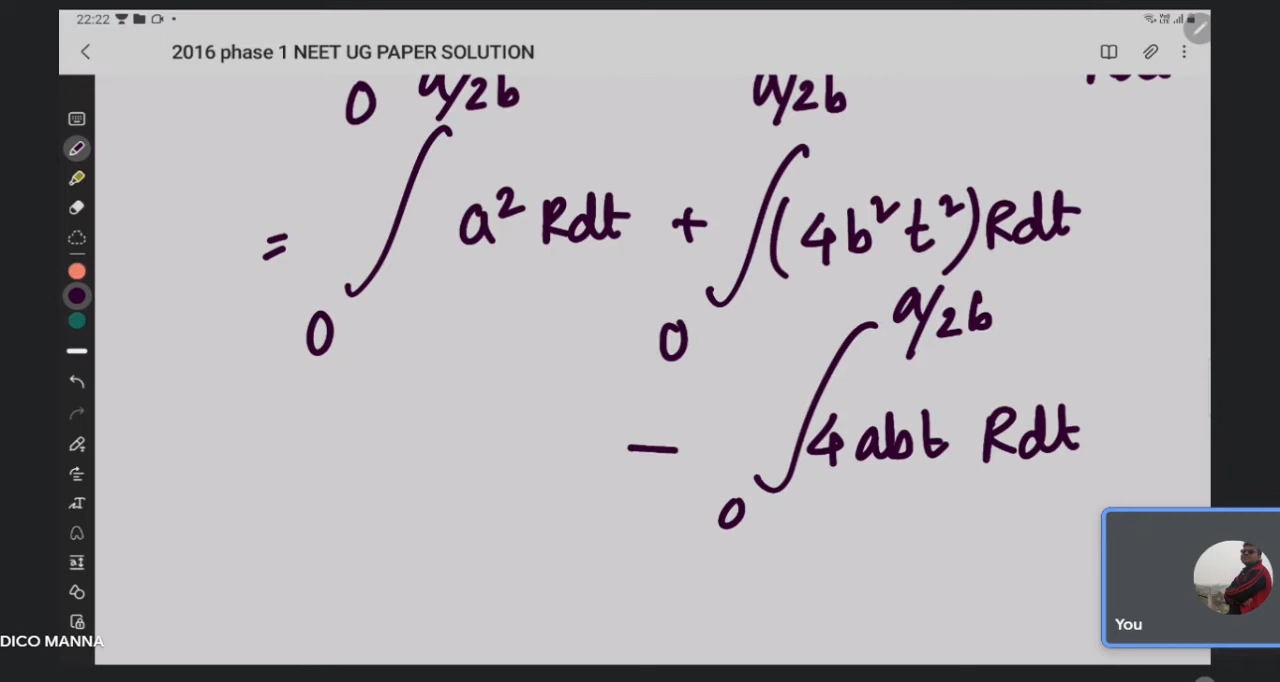 22:22
2016 phase 1 NEET UG PAPER SOLUTION
0 a/2b a/2b
= ∫ a² Rdt + ∫ (4b²t²)Rdt
0 0
a/2b
− ∫ 4abt Rdt
0
You
DICO MANNA